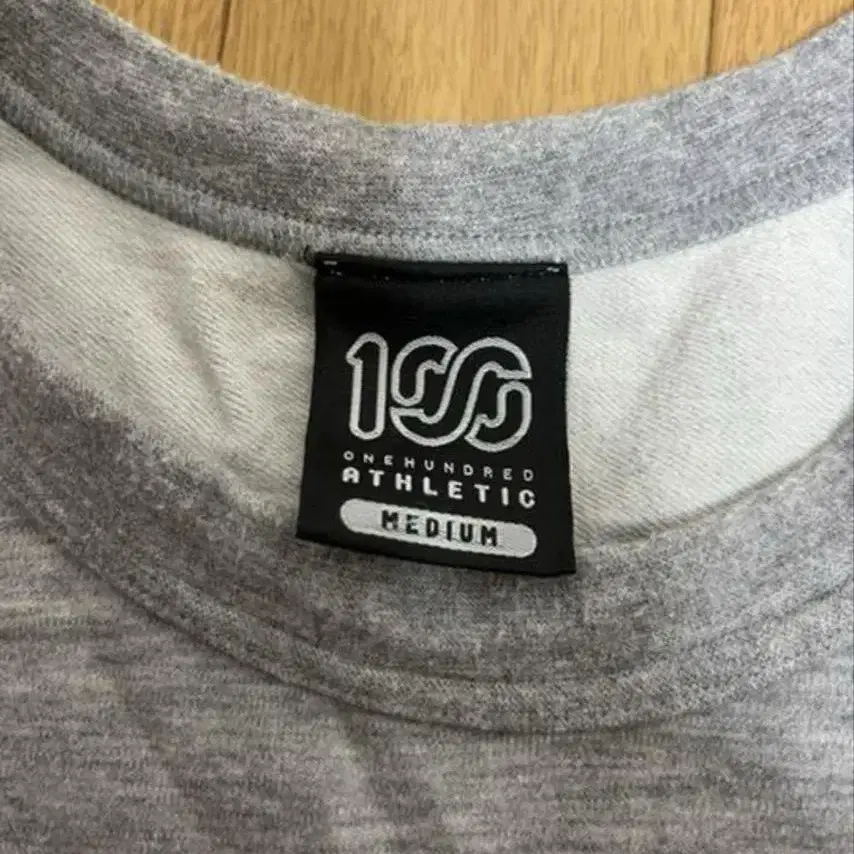 100
ONEHUNDRED
ATHLETIC
MEDIUM